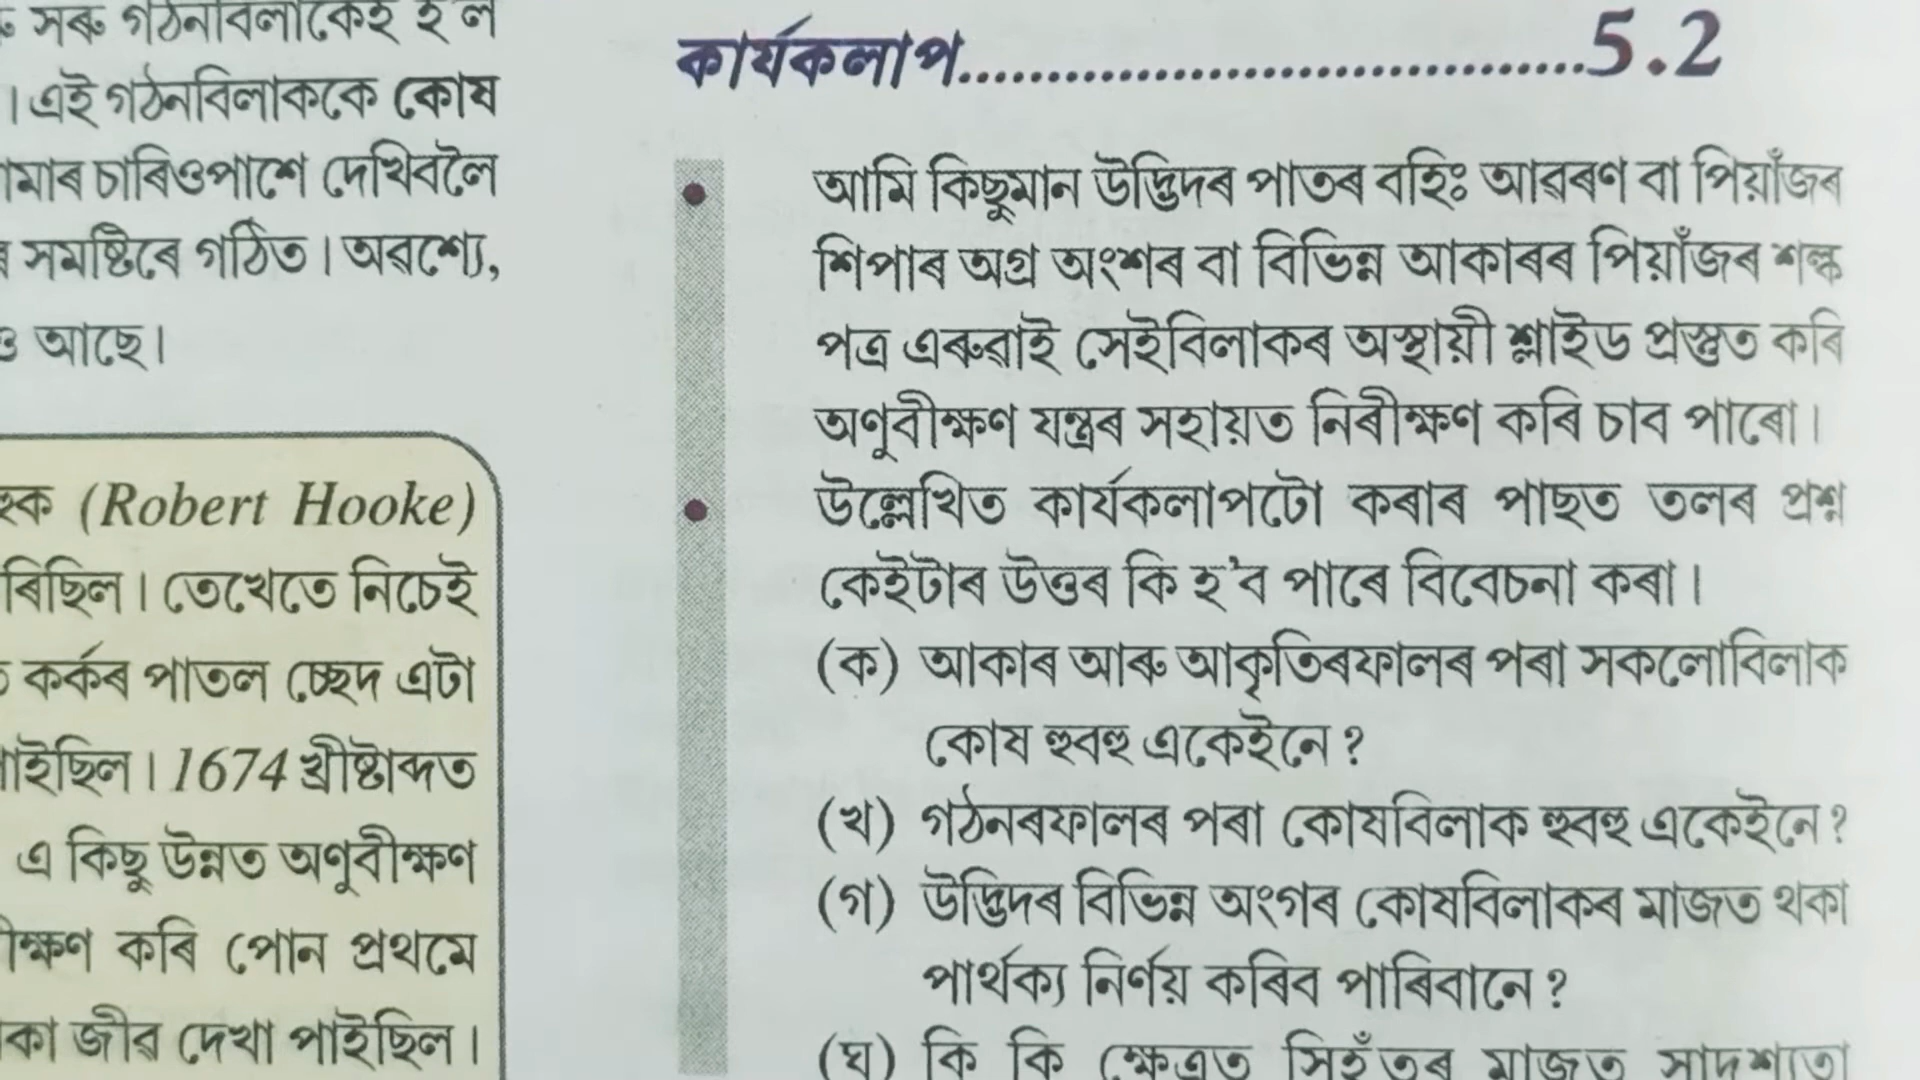 সৰু গঠনবিলাকেই হ'ল
। এই গঠনবিলাককে কোষ
চাৰিওপাশে দেখিবলৈ
সমষ্টিৰে গঠিত। অৱশ্যে,
আছে।
(Robert Hooke)
তেখেতে নিচেই
কৰ্কৰ পাতল চ্ছেদ এটা
1674 খ্ৰীষ্টাব্দত
এ কিছু উন্নত অণুবীক্ষণ
কৰি পোন প্ৰথমে
জীৱ দেখা পাইছিল।
কাৰ্যকলাপ.................................5.2
• আমি কিছুমান উদ্ভিদৰ পাতৰ বহিঃ আৱৰণ বা পিয়াঁজৰ
শিপাৰ অগ্ৰ অংশৰ বা বিভিন্ন আকাৰৰ পিয়াঁজৰ শল্ক
পত্ৰ এৰুৱাই সেইবিলাকৰ অস্থায়ী শ্লাইড প্ৰস্তুত কৰি
অণুবীক্ষণ যন্ত্ৰৰ সহায়ত নিৰীক্ষণ কৰি চাব পাৰো।
• উল্লেখিত কাৰ্যকলাপটো কৰাৰ পাছত তলৰ প্ৰশ্ন
কেইটাৰ উত্তৰ কি হ'ব পাৰে বিবেচনা কৰা।
(ক) আকাৰ আৰু আকৃতিৰফালৰ পৰা সকলোবিলাক
কোষ হুবহু একেইনে?
(খ) গঠনৰফালৰ পৰা কোষবিলাক হুবহু একেইনে?
(গ) উদ্ভিদৰ বিভিন্ন অংগৰ কোষবিলাকৰ মাজত থকা
পাৰ্থক্য নিৰ্ণয় কৰিব পাৰিবানে?
(ঘ) কি কি ক্ষেত্ৰত সিহঁতৰ মাজত সাদৃশ্যতা